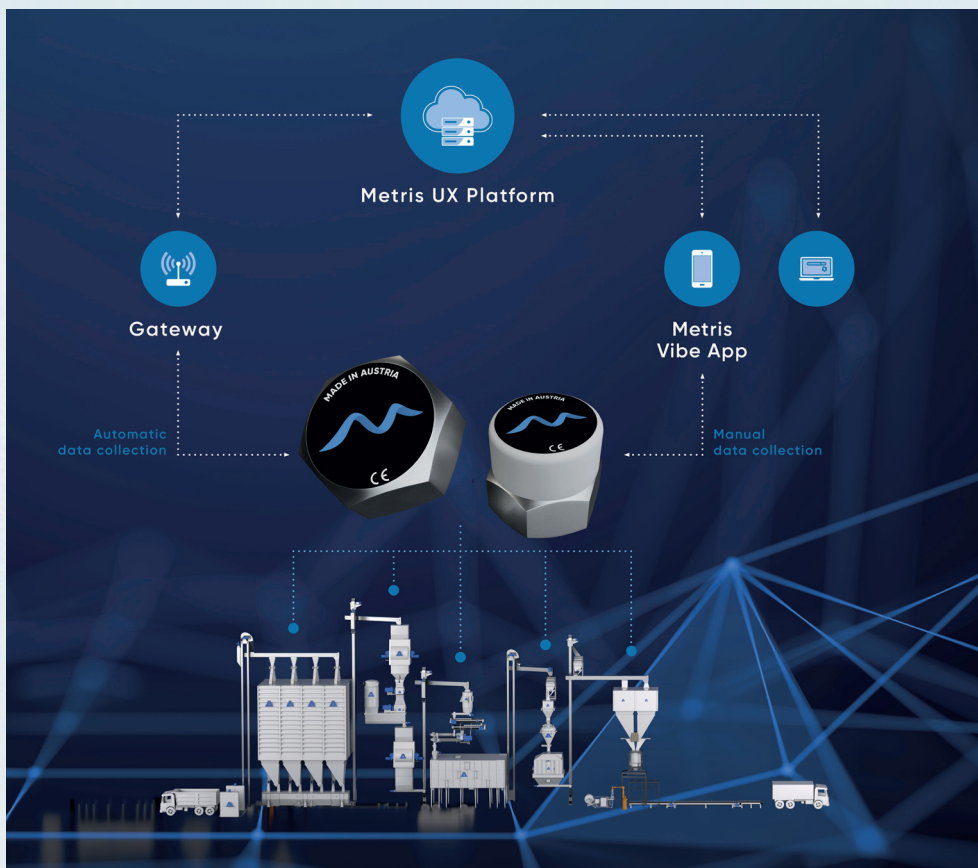 Metris UX Platform
Gateway
Metris
Vibe App
MADE IN AUSTRIA
CE
MADE IN AUSTRIA
CE
Automatic
data collection
Manual
data collection